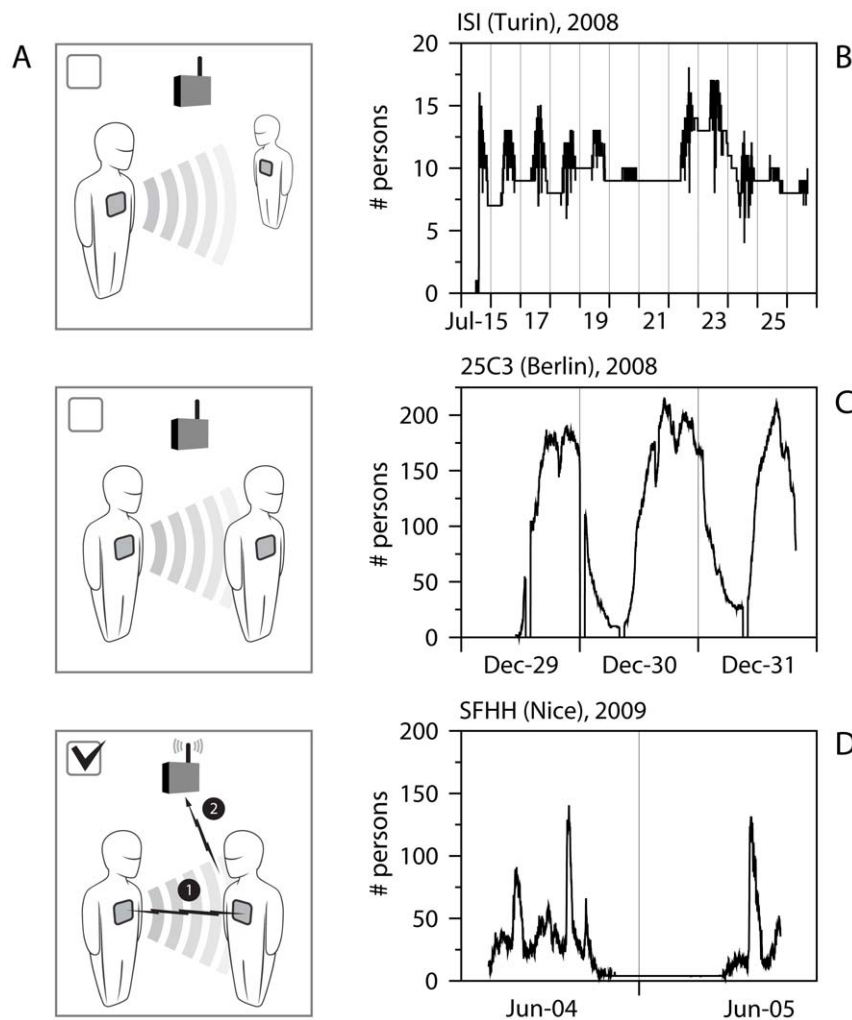 A
2
1
ISI (Turin), 2008
B
20
15
10
5
0
# persons
Jul-15 17 19 21 23 25
25C3 (Berlin), 2008
C
200
150
100
50
0
# persons
Dec-29 Dec-30 Dec-31
SFHH (Nice), 2009
D
200
150
100
50
0
# persons
Jun-04 Jun-05